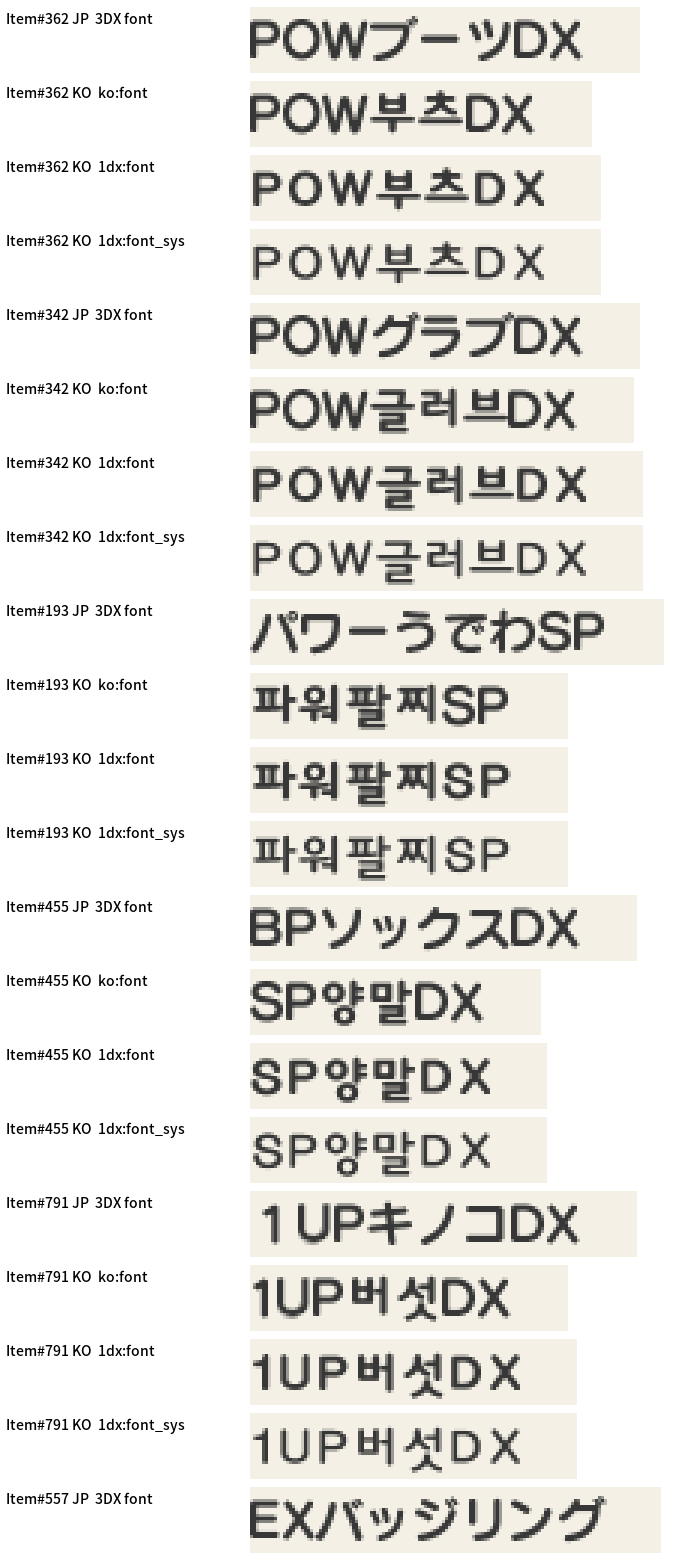 Item#362 JP 3DX font POWブーツDX
Item#362 KO ko:font POW부츠DX
Item#362 KO 1dx:font POW부츠DX
Item#362 KO 1dx:font_sys POW부츠DX
Item#342 JP 3DX font POWグラブDX
Item#342 KO ko:font POW글러브DX
Item#342 KO 1dx:font POW글러브DX
Item#342 KO 1dx:font_sys POW글러브DX
Item#193 JP 3DX font パワーうでわSP
Item#193 KO ko:font 파워팔찌SP
Item#193 KO 1dx:font 파워팔찌SP
Item#193 KO 1dx:font_sys 파워팔찌SP
Item#455 JP 3DX font BPソックスDX
Item#455 KO ko:font SP양말DX
Item#455 KO 1dx:font SP양말DX
Item#455 KO 1dx:font_sys SP양말DX
Item#791 JP 3DX font 1UPキノコDX
Item#791 KO ko:font 1UP버섯DX
Item#791 KO 1dx:font 1UP버섯DX
Item#791 KO 1dx:font_sys 1UP버섯DX
Item#557 JP 3DX font EXバッジリング